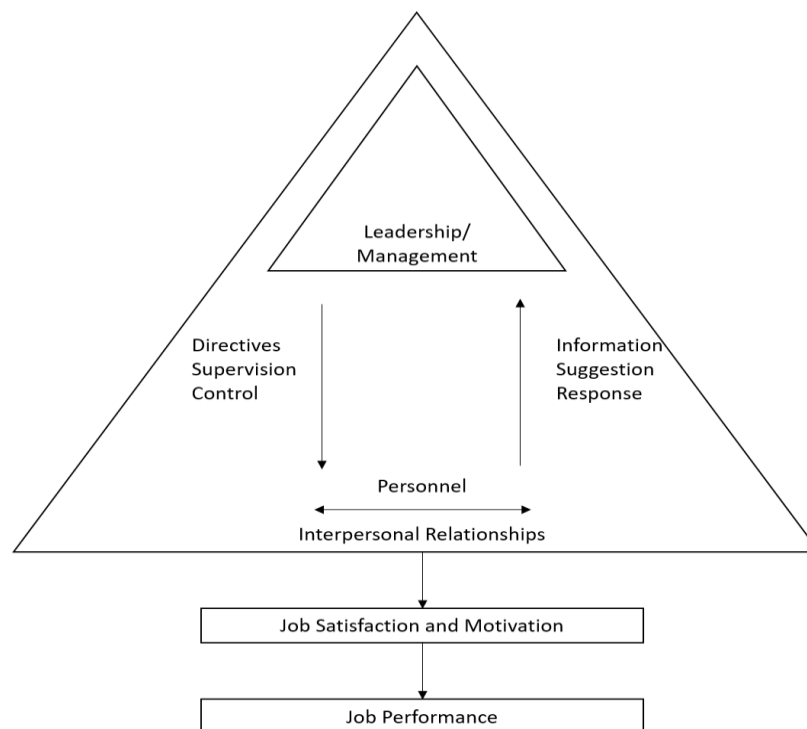 Leadership/
Management
Directives
Supervision
Control
Information
Suggestion
Response
Personnel
Interpersonal Relationships
Job Satisfaction and Motivation
Job Performance